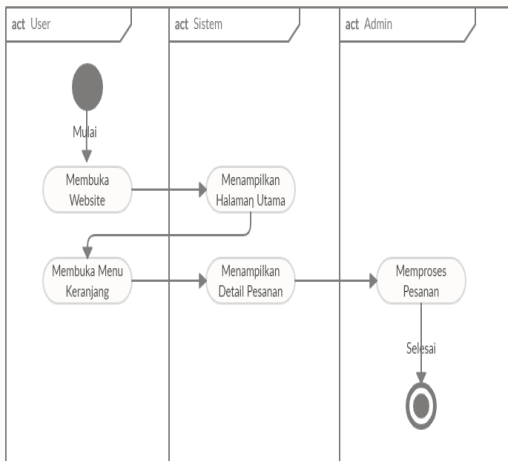 act User
act Sistem
act Admin
Mulai
Membuka
Website
Menampilkan
Halaman Utama
Membuka Menu
Keranjang
Menampilkan
Detail Pesanan
Memproses
Pesanan
Selesai